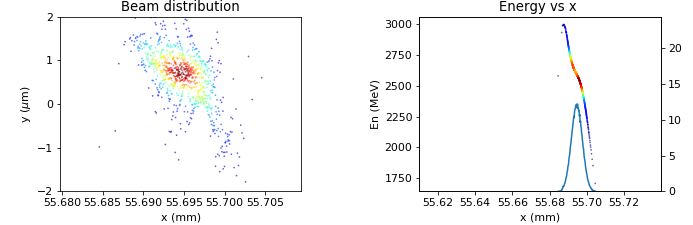 Beam distribution
2
1
0
−1
−2
y (μm)
55.680 55.685 55.690 55.695 55.700 55.705
x (mm)
Energy vs x
3000
2750
2500
2250
2000
1750
En (MeV)
20
15
10
5
0
55.62 55.64 55.66 55.68 55.70 55.72
x (mm)